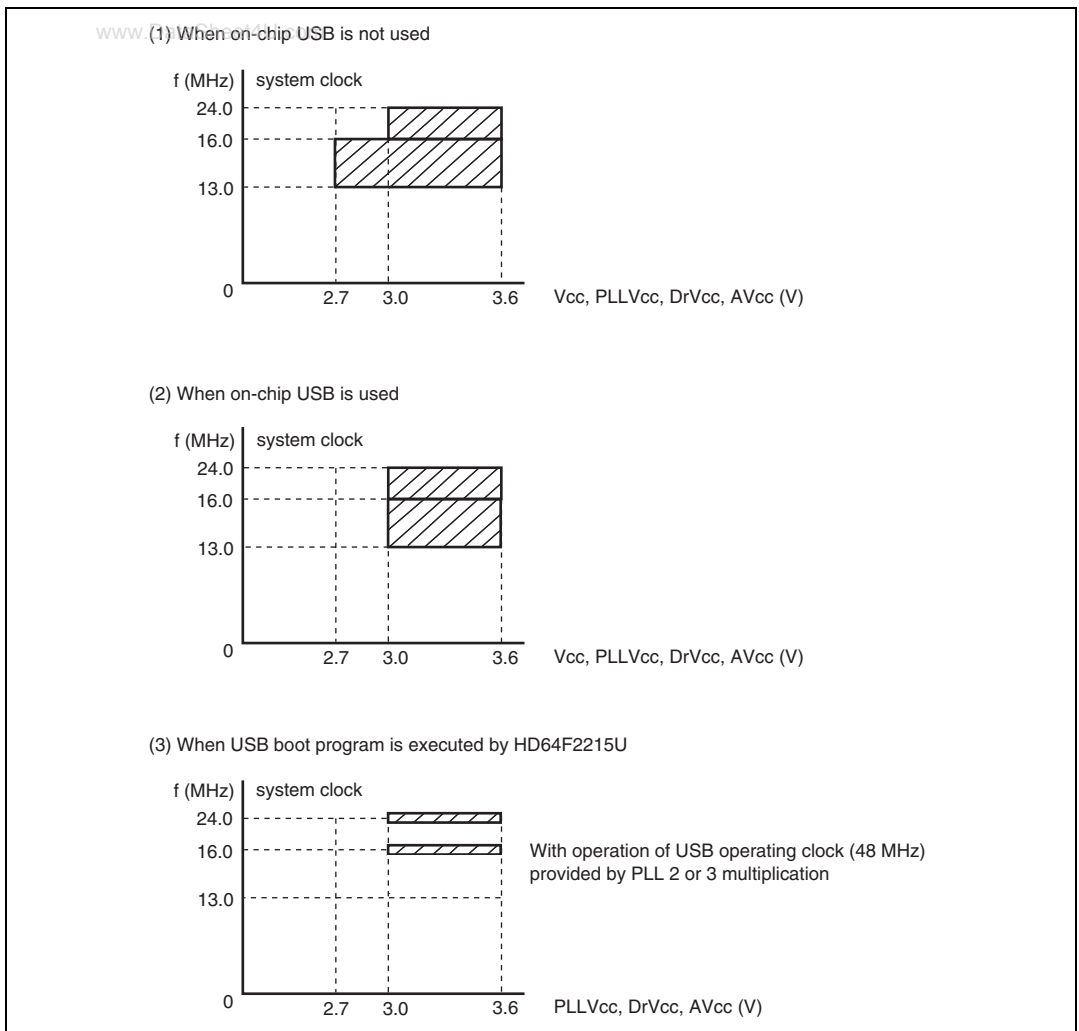 www.DataSheet4U.com
(1) When on-chip USB is not used
f (MHz) system clock
24.0
16.0
13.0
0
2.7 3.0 3.6 Vcc, PLLVcc, DrVcc, AVcc (V)
(2) When on-chip USB is used
f (MHz) system clock
24.0
16.0
13.0
0
2.7 3.0 3.6 Vcc, PLLVcc, DrVcc, AVcc (V)
(3) When USB boot program is executed by HD64F2215U
f (MHz) system clock
24.0
16.0
With operation of USB operating clock (48 MHz)
provided by PLL 2 or 3 multiplication
13.0
0
2.7 3.0 3.6 PLLVcc, DrVcc, AVcc (V)